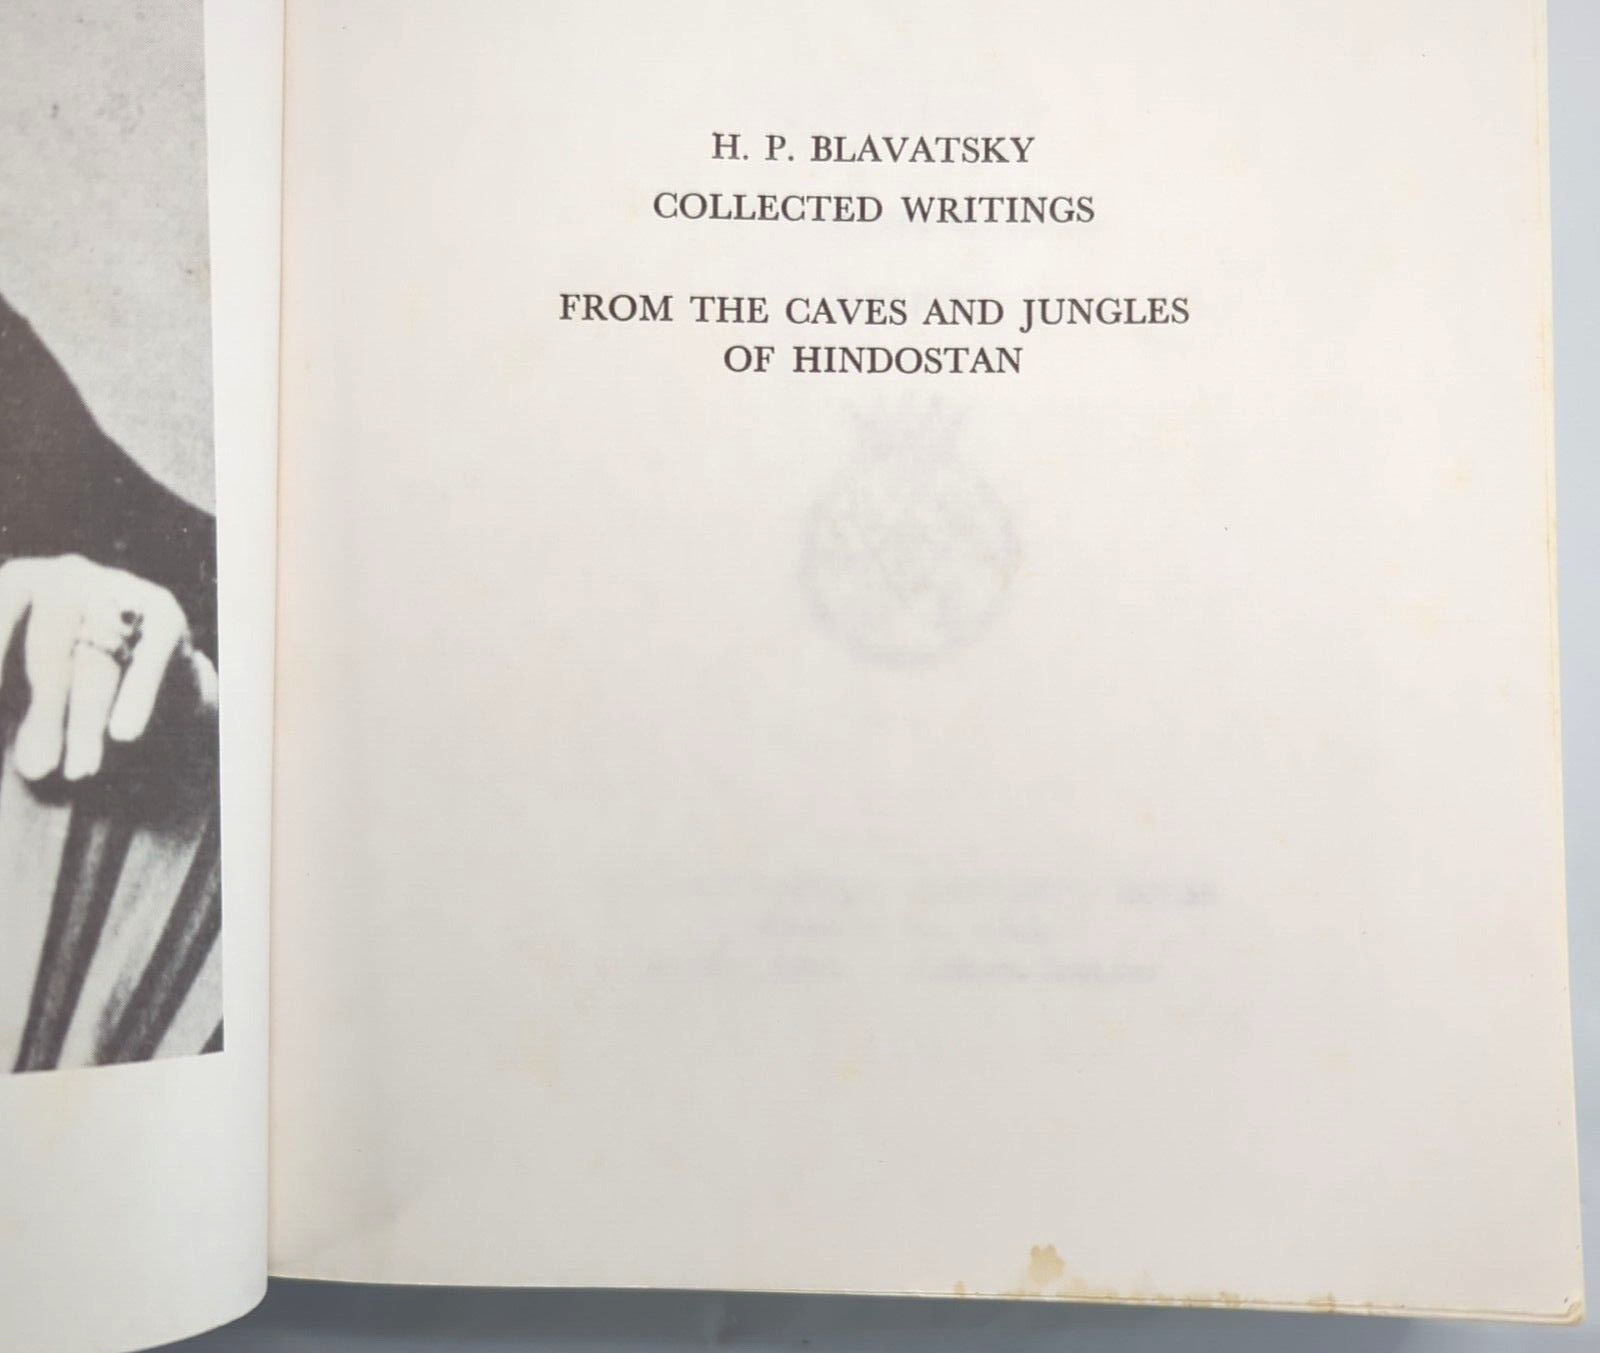 H. P. BLAVATSKY
COLLECTED WRITINGS
FROM THE CAVES AND JUNGLES
OF HINDOSTAN